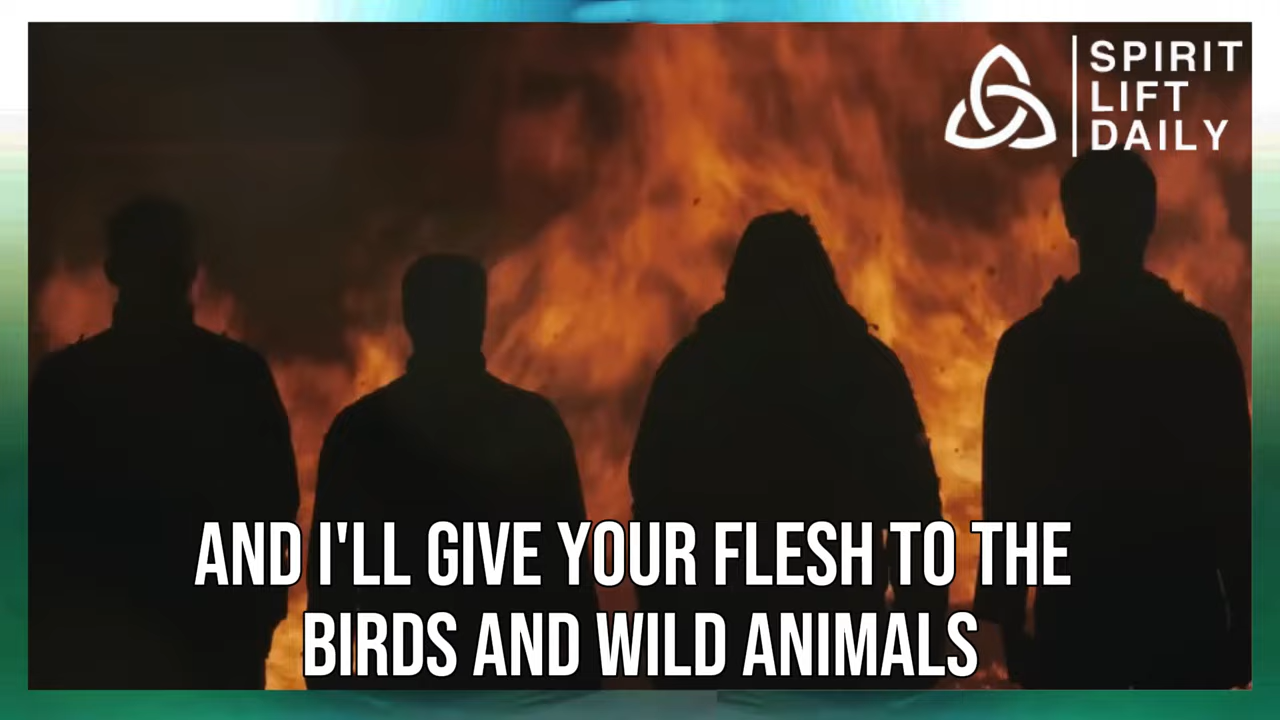 SPIRIT
LIFT
DAILY
AND I'LL GIVE YOUR FLESH TO THE
BIRDS AND WILD ANIMALS